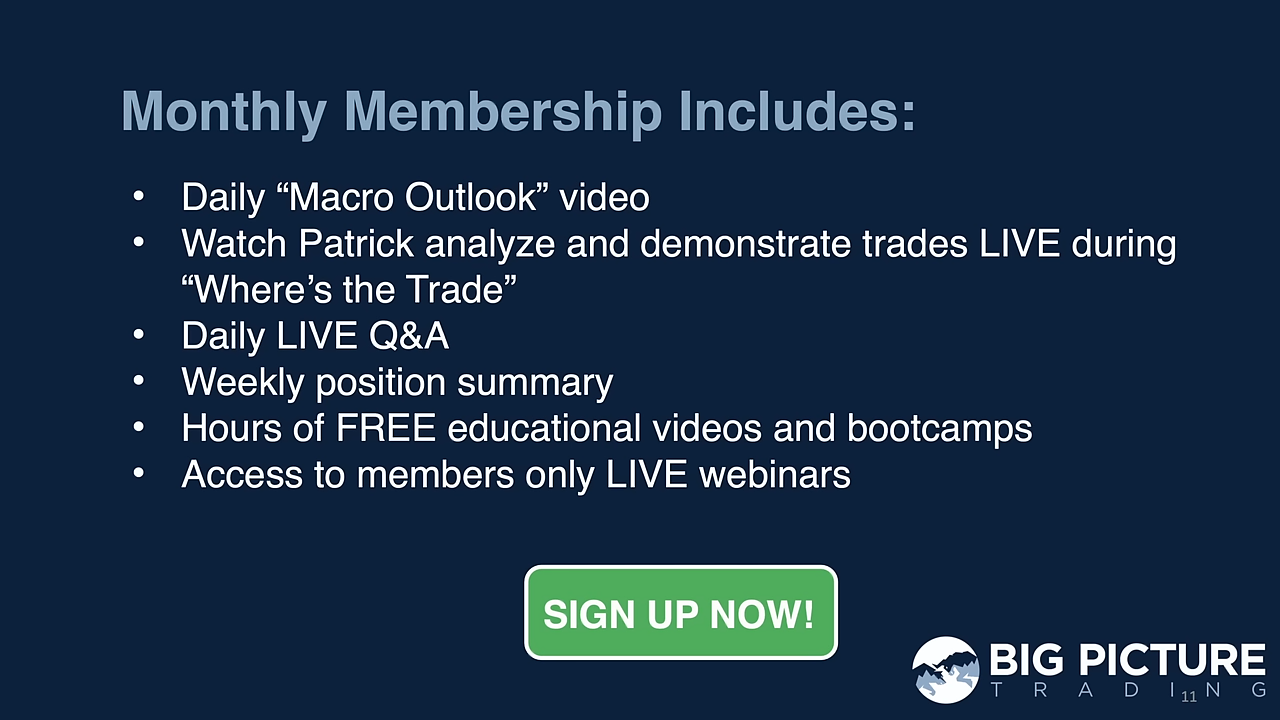 Monthly Membership Includes:
• Daily “Macro Outlook” video
• Watch Patrick analyze and demonstrate trades LIVE during
“Where’s the Trade”
• Daily LIVE Q&A
• Weekly position summary
• Hours of FREE educational videos and bootcamps
• Access to members only LIVE webinars
SIGN UP NOW!
BIG PICTURE
TRADING
11